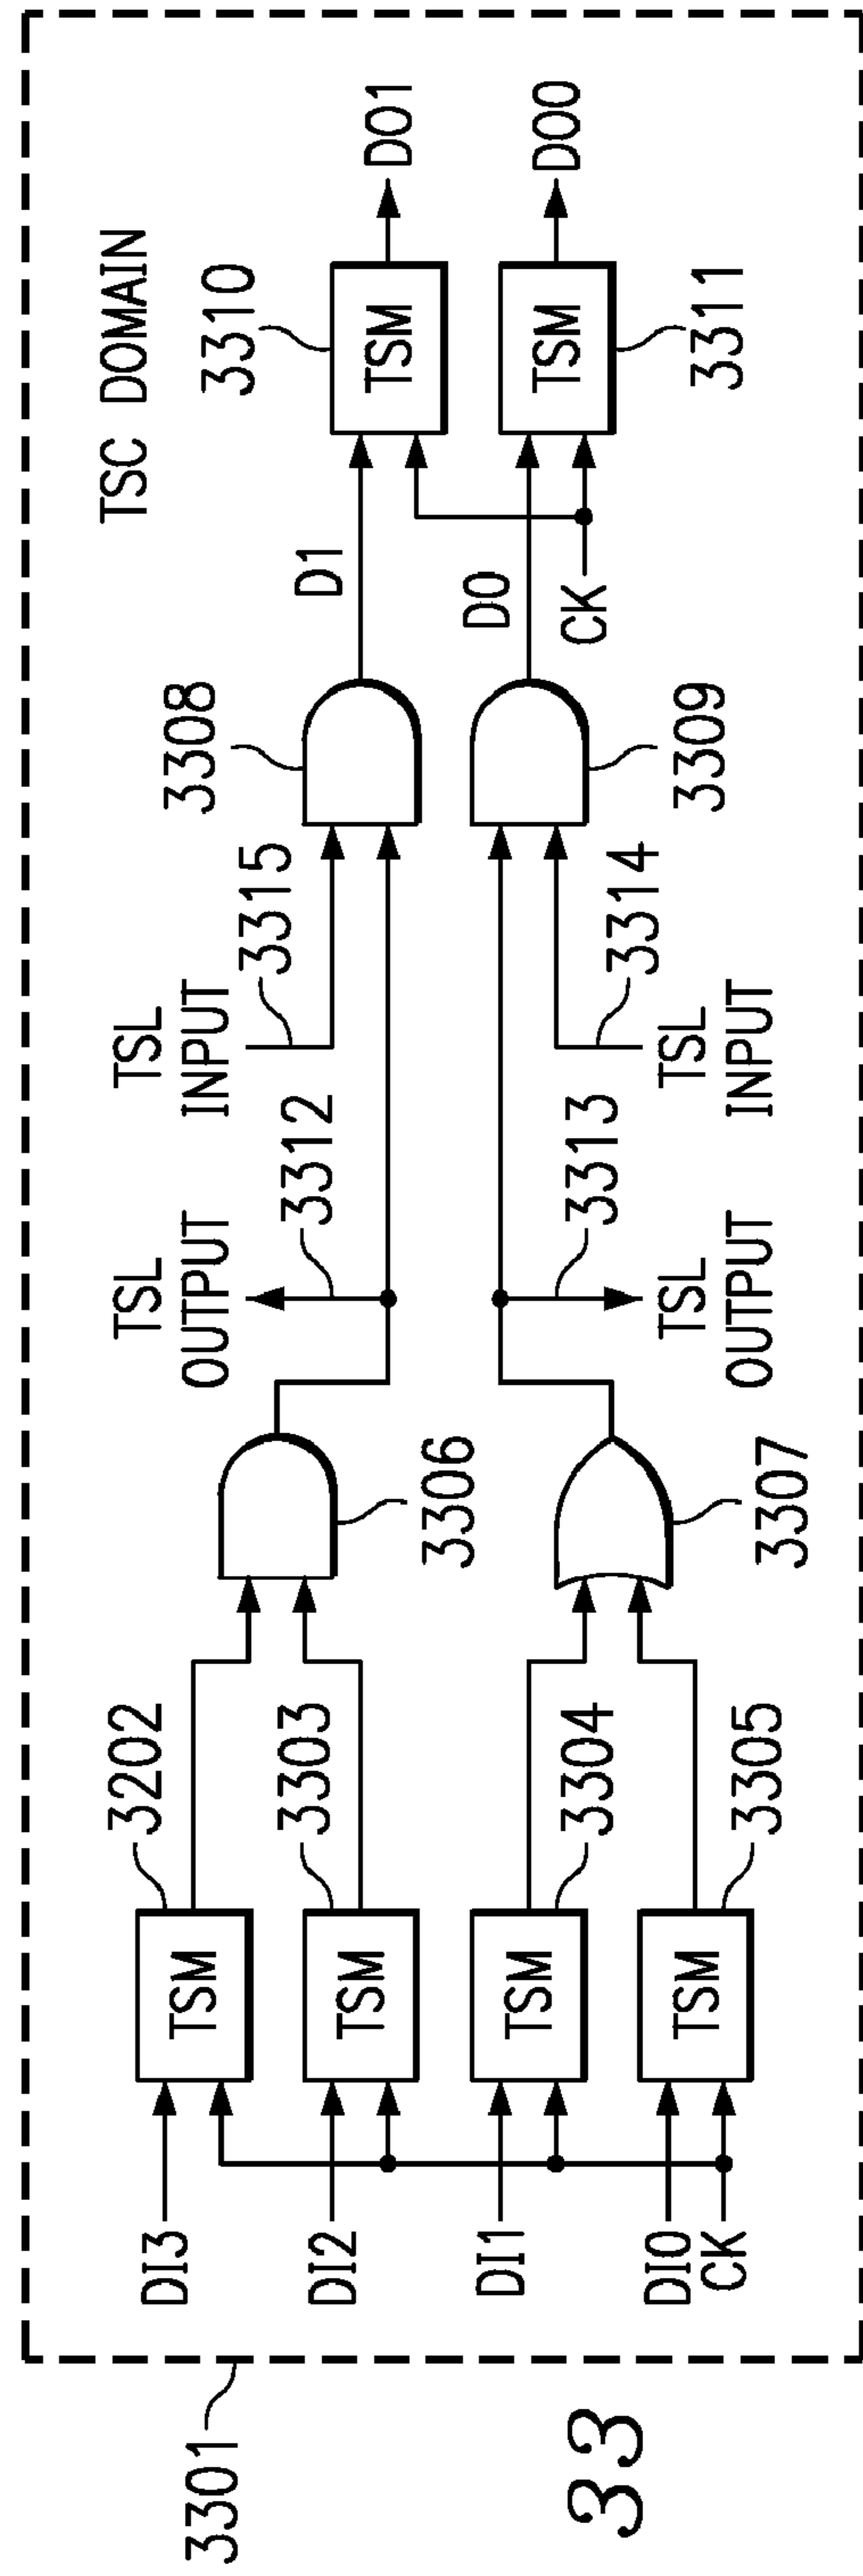 3301
TSC DOMAIN
DI3
TSM
3202
DI2
TSM
3303
DI1
TSM
3304
DI0
CK
TSM
3305
3306
3307
TSL
OUTPUT
3312
TSL
OUTPUT
3313
TSL
INPUT
3315
TSL
INPUT
3314
3308
3309
D1
D0
CK
TSM
3310
TSM
3311
DO1
DO0
33